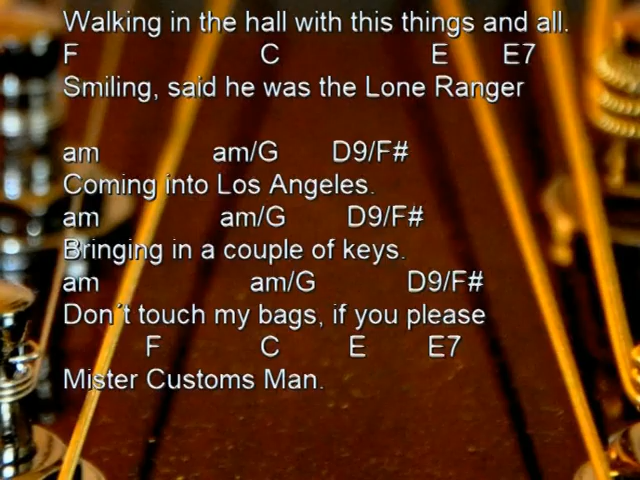 Walking in the hall with this things and all.
F C E E7
Smiling, said he was the Lone Ranger
am am/G D9/F#
Coming into Los Angeles.
am am/G D9/F#
Bringing in a couple of keys.
am am/G D9/F#
Don´t touch my bags, if you please
F C E E7
Mister Customs Man.